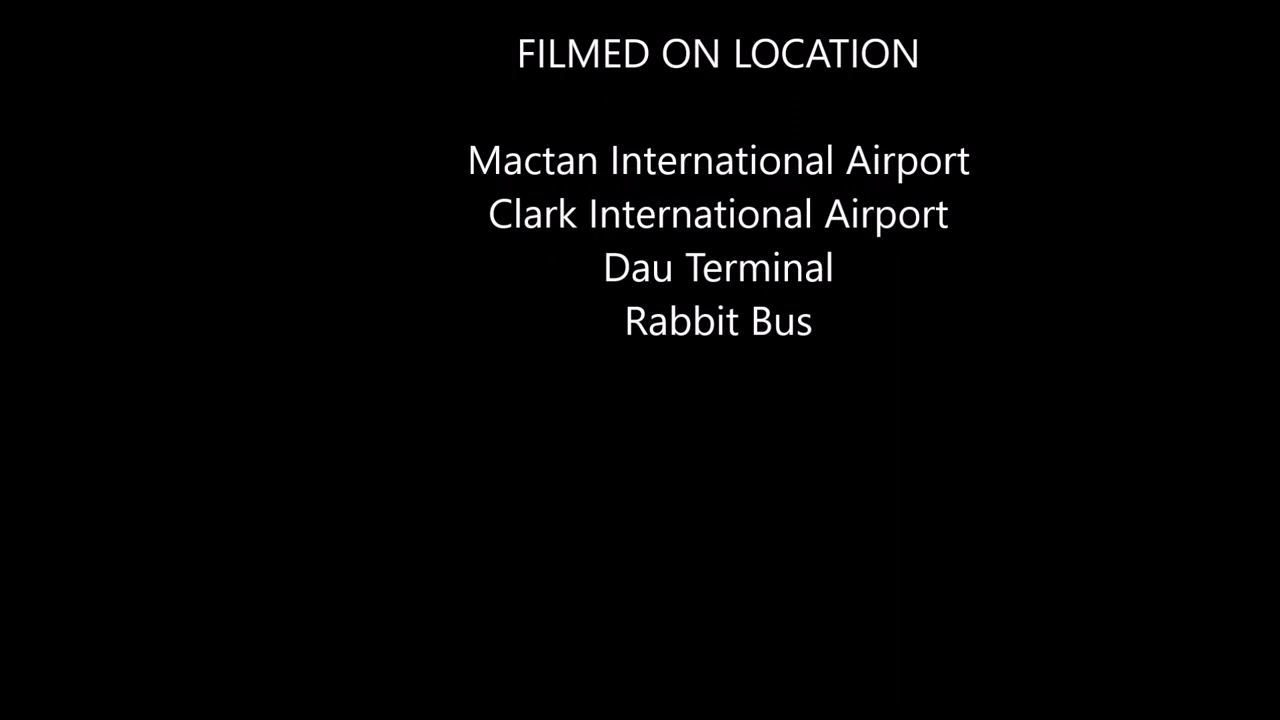 FILMED ON LOCATION
Mactan International Airport
Clark International Airport
Dau Terminal
Rabbit Bus